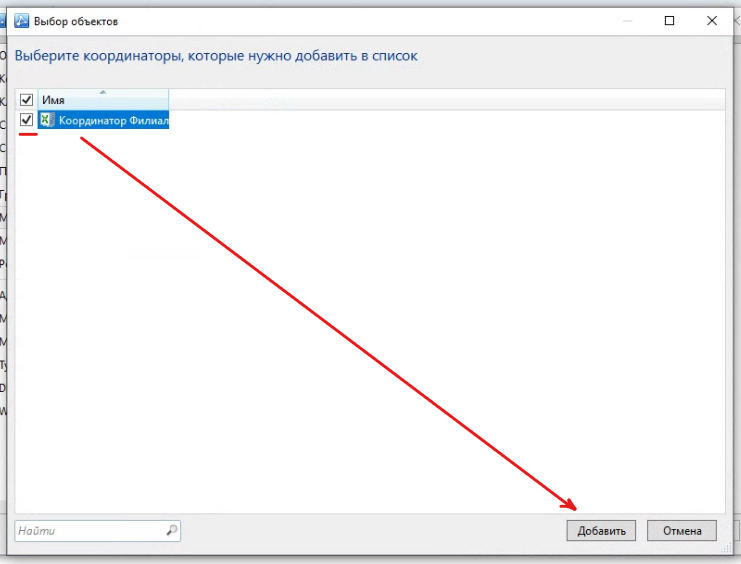 Выбор объектов
Выберите координаторы, которые нужно добавить в список
Имя
Координатор Филиал
Найти
Добавить
Отмена